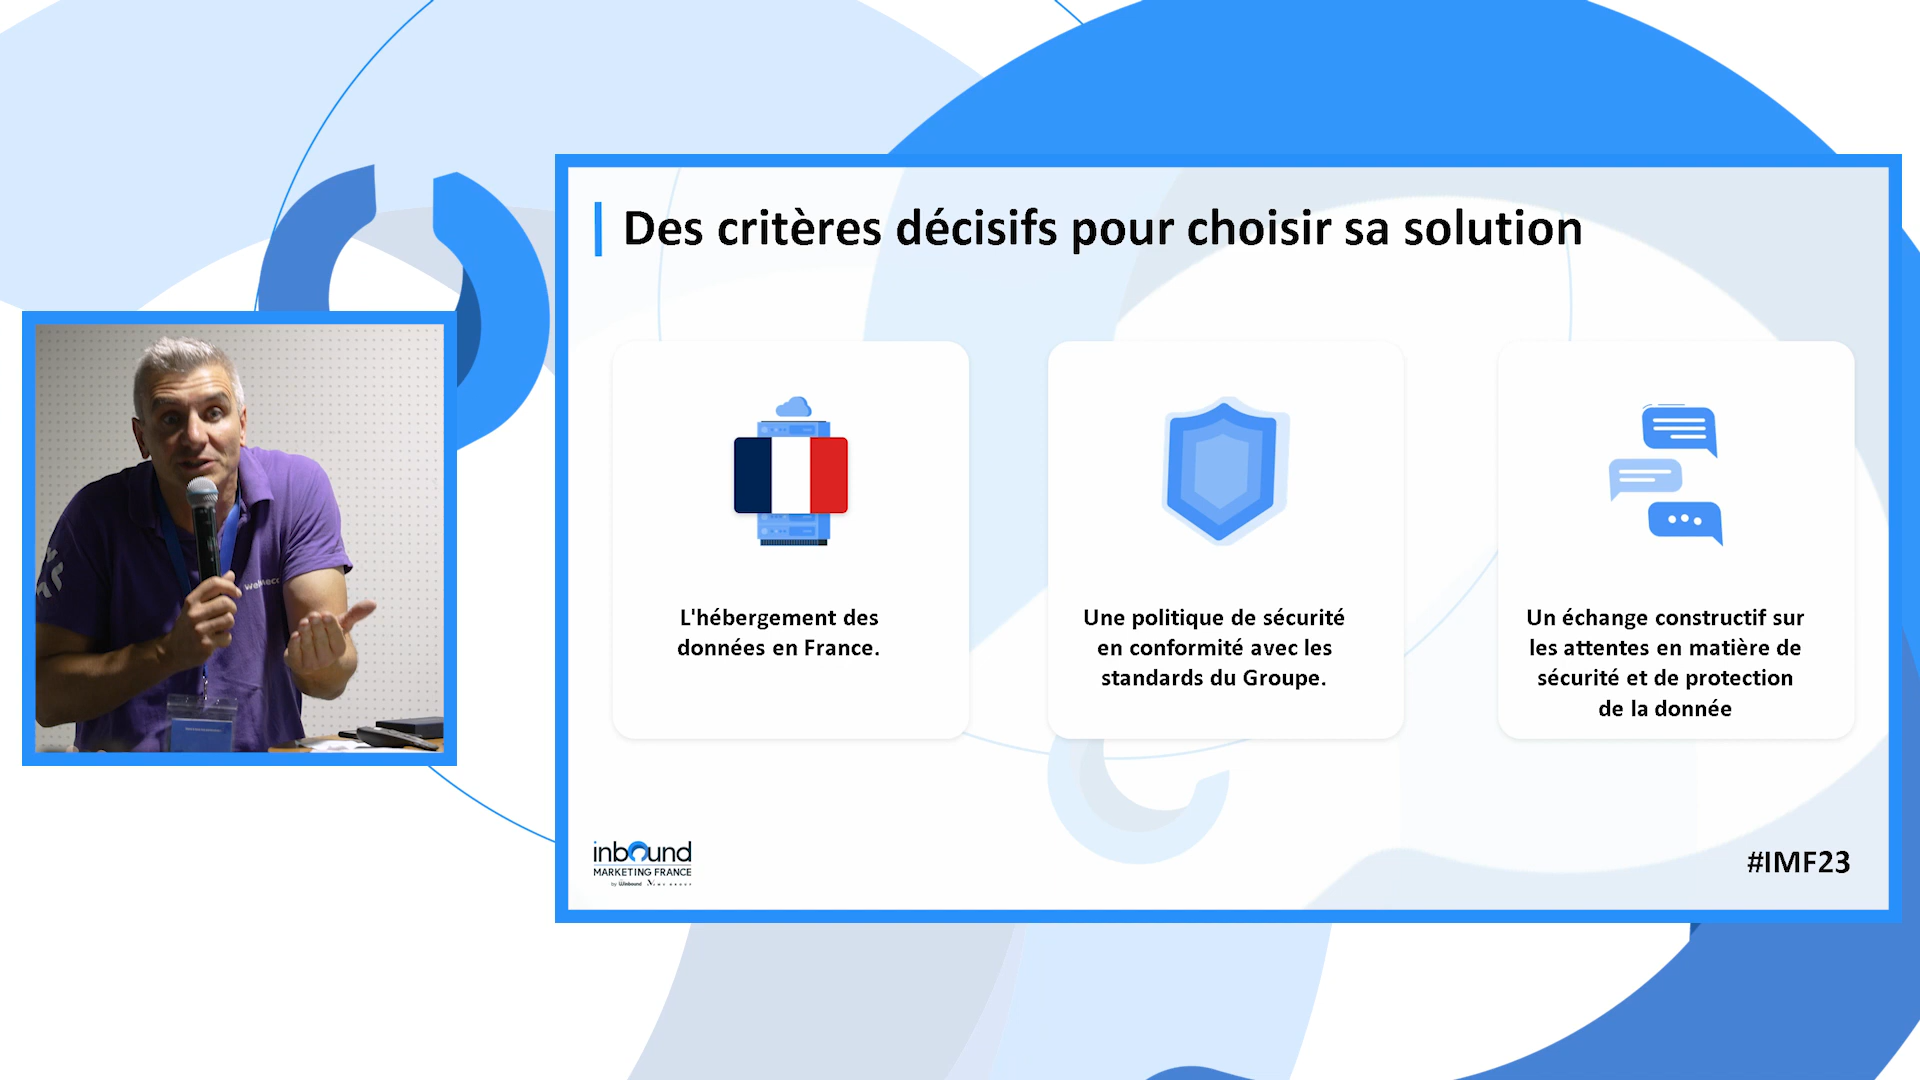 Des critères décisifs pour choisir sa solution
L'hébergement des
données en France.
Une politique de sécurité
en conformité avec les
standards du Groupe.
Un échange constructif sur
les attentes en matière de
sécurité et de protection
de la donnée
inbound
MARKETING FRANCE
by Winbound
#IMF23